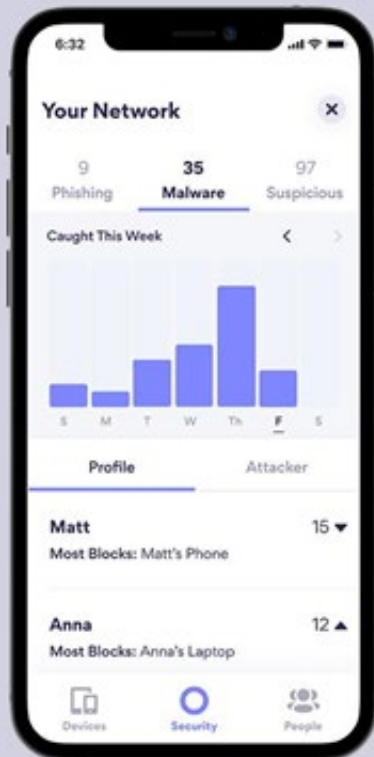 6:32
Your Network
9 35 97
Phishing Malware Suspicious
Caught This Week
S M T W Th F S
Profile Attacker
Matt 15
Most Blocks: Matt's Phone
Anna 12
Most Blocks: Anna's Laptop
Devices Security People